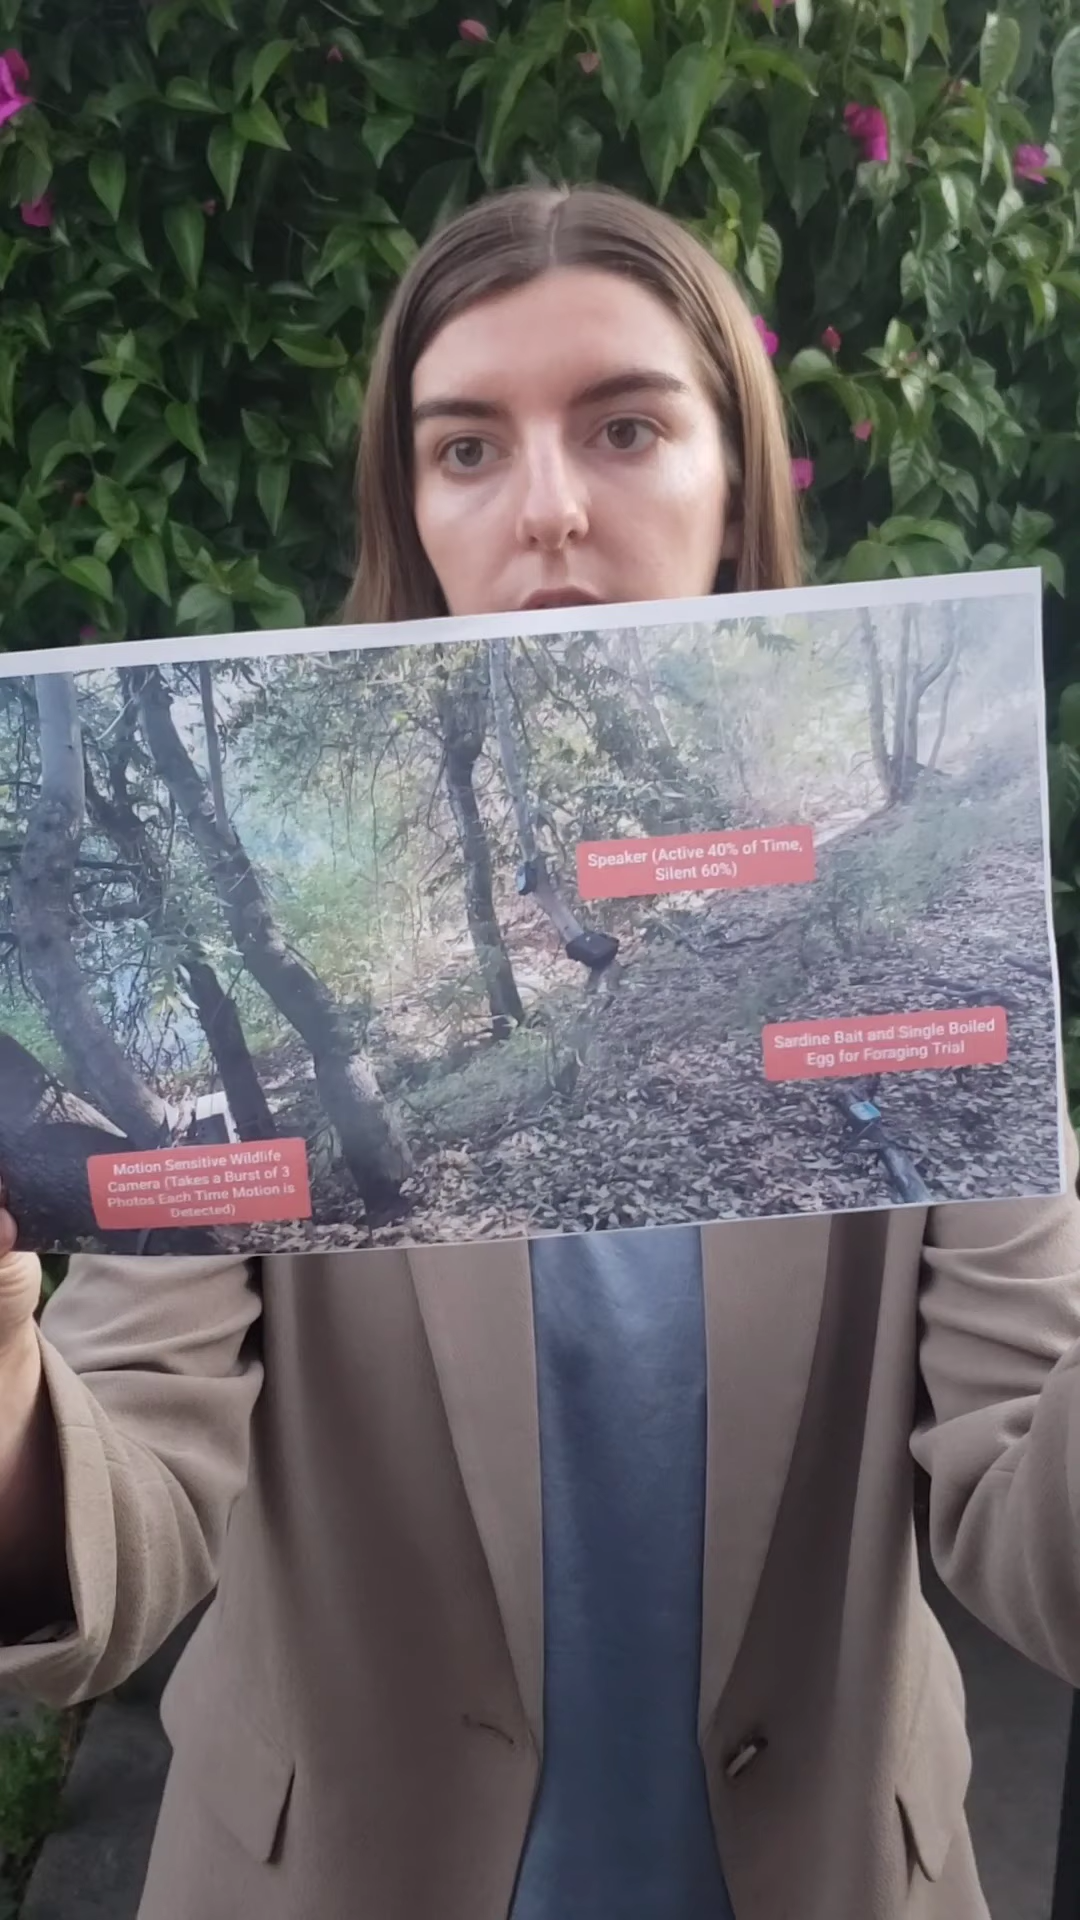 Speaker (Active 40% of Time,
Silent 60%)
Sardine Bait and Single Boiled
Egg for Foraging Trial
Motion Sensitive Wildlife
Camera (Takes a Burst of 3
Photos Each Time Motion is
Detected)